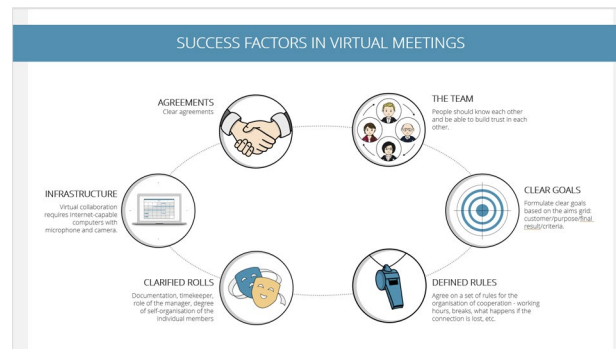 SUCCESS FACTORS IN VIRTUAL MEETINGS
AGREEMENTS
Clear agreements
THE TEAM
People should know each other
and be able to build trust in each
other.
INFRASTRUCTURE
Virtual collaboration
requires internet-capable
computers with
microphone and camera.
CLEAR GOALS
Formulate clear goals
based on the aims grid:
customer/purpose/final
result/criteria.
CLARIFIED ROLLS
Documentation, timekeeper,
role of the manager, degree
of self-organisation of the
individual members
DEFINED RULES
Agree on a set of rules for the
organisation of cooperation - working
hours, breaks, what happens if the
connection is lost, etc.